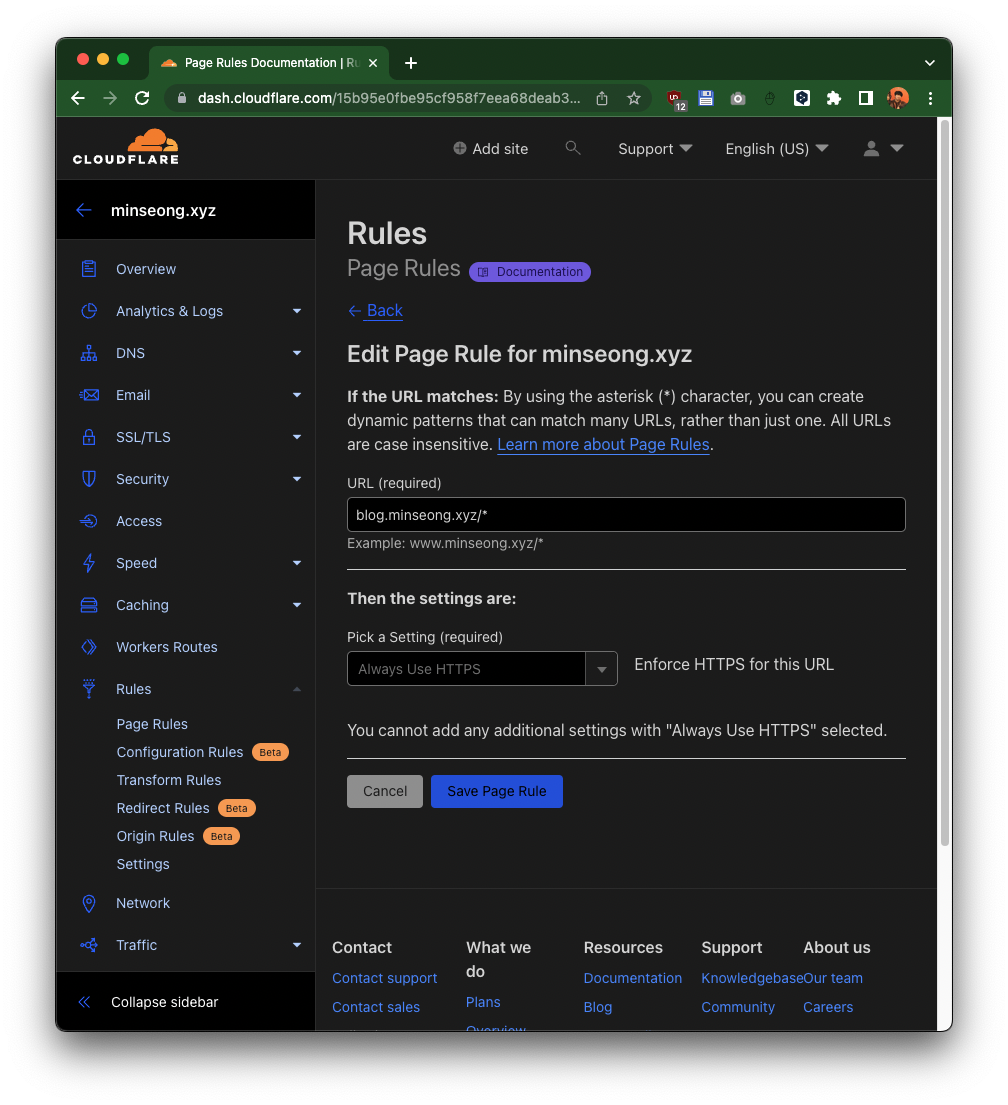 Page Rules Documentation | Ru
dash.cloudflare.com/15b95e0fbe95cf958f7eea68deab3...
12
CLOUDFLARE
Add site
Support
English (US)
minseong.xyz
Overview
Analytics & Logs
DNS
Email
SSL/TLS
Security
Access
Speed
Caching
Workers Routes
Rules
Page Rules
Configuration Rules Beta
Transform Rules
Redirect Rules Beta
Origin Rules Beta
Settings
Network
Traffic
Collapse sidebar
Rules
Page Rules Documentation
Back
Edit Page Rule for minseong.xyz
If the URL matches: By using the asterisk (*) character, you can create
dynamic patterns that can match many URLs, rather than just one. All URLs
are case insensitive. Learn more about Page Rules.
URL (required)
blog.minseong.xyz/*
Example: www.minseong.xyz/*
Then the settings are:
Pick a Setting (required)
Always Use HTTPS
Enforce HTTPS for this URL
You cannot add any additional settings with "Always Use HTTPS" selected.
Cancel
Save Page Rule
Contact
Contact support
Contact sales
What we
do
Plans
Overview
Resources
Documentation
Blog
Support
Knowledgebase
Community
About us
Our team
Careers